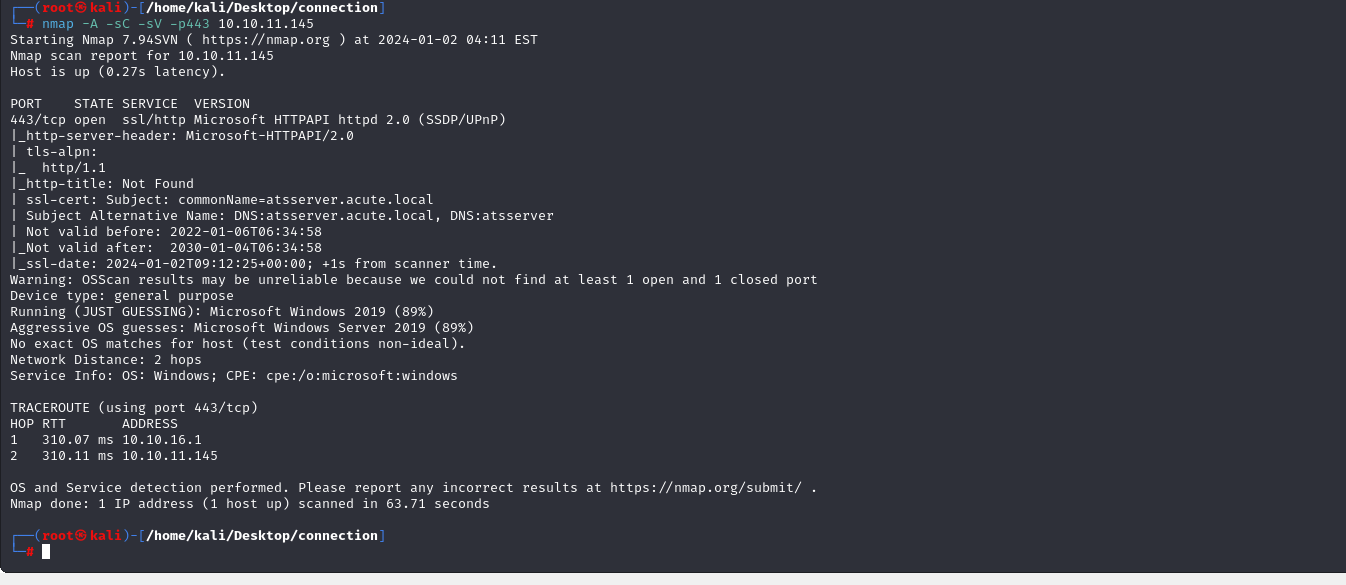 ┌──(root㉿kali)-[/home/kali/Desktop/connection]
└─# nmap -A -sC -sV -p443 10.10.11.145
Starting Nmap 7.94SVN ( https://nmap.org ) at 2024-01-02 04:11 EST
Nmap scan report for 10.10.11.145
Host is up (0.27s latency).

PORT    STATE SERVICE  VERSION
443/tcp open  ssl/http Microsoft HTTPAPI httpd 2.0 (SSDP/UPnP)
|_http-server-header: Microsoft-HTTPAPI/2.0
| tls-alpn:
|_  http/1.1
|_http-title: Not Found
| ssl-cert: Subject: commonName=atsserver.acute.local
| Subject Alternative Name: DNS:atsserver.acute.local, DNS:atsserver
| Not valid before: 2022-01-06T06:34:58
|_Not valid after:  2030-01-04T06:34:58
|_ssl-date: 2024-01-02T09:12:25+00:00; +1s from scanner time.
Warning: OSScan results may be unreliable because we could not find at least 1 open and 1 closed port
Device type: general purpose
Running (JUST GUESSING): Microsoft Windows 2019 (89%)
Aggressive OS guesses: Microsoft Windows Server 2019 (89%)
No exact OS matches for host (test conditions non-ideal).
Network Distance: 2 hops
Service Info: OS: Windows; CPE: cpe:/o:microsoft:windows

TRACEROUTE (using port 443/tcp)
HOP RTT       ADDRESS
1   310.07 ms 10.10.16.1
2   310.11 ms 10.10.11.145

OS and Service detection performed. Please report any incorrect results at https://nmap.org/submit/ .
Nmap done: 1 IP address (1 host up) scanned in 63.71 seconds

┌──(root㉿kali)-[/home/kali/Desktop/connection]
└─#